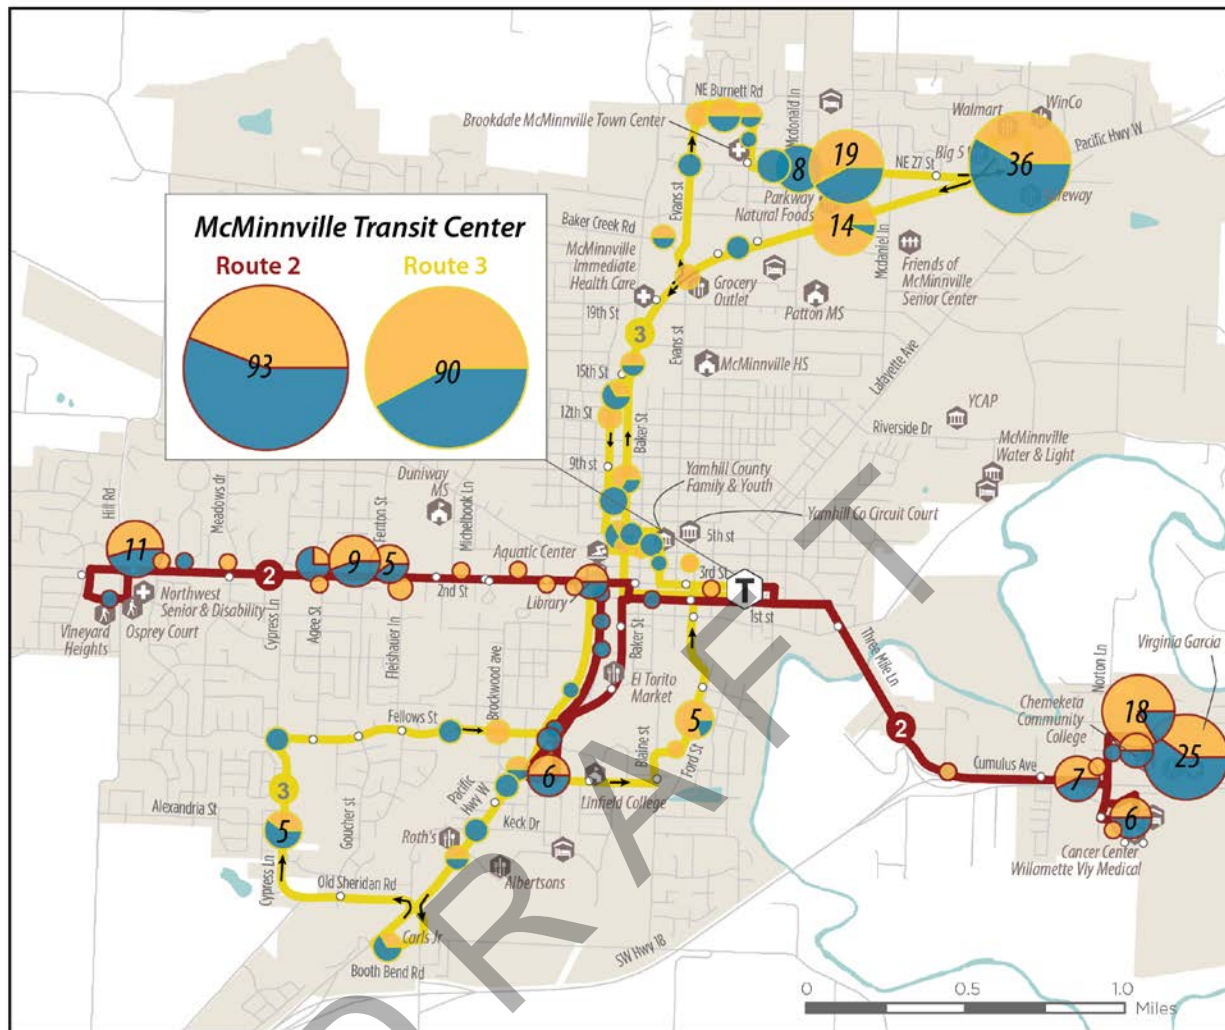 NE Burnett Rd
Mcdonald ln
Walmart
WinCo
Brookdale McMinnville Town Center
Pacific Hwy W
Big 5
19
8
NE 27 St
36
Parkway
Natural Foods
Evans st
14
Mcdaniel ln
Baker Creek Rd
McMinnville
Immediate
Health Care
Grocery
Outlet
Friends of
McMinnville
Senior Center
Patton MS
McMinnville Transit Center
Route 2
Route 3
93
90
19th St
3
Evans st
McMinnville HS
Lafayette Ave
15th St
12th St
Baker St
9th st
YCAP
Riverside Dr
McMinnville
Water & Light
Yamhill County
Family & Youth
Yamhill Co Circuit Court
Duniway
MS
Hill Rd
Meadows dr
Fenton St
Michelbook Ln
Aquatic Center
5th st
3rd St
11
9
5
2
2nd St
T
1st st
Northwest
Senior & Disability
Library
Vineyard
Heights
Osprey Court
Cypress Ln
Agee St
Fleishauer ln
Baker St
Three Mile Ln
Virginia Garcia
Norton Ln
El Torito
Market
Brockwood ave
Fellows St
5
Chemeketa
Community
College
18
2
25
Blaine st
Ford St
Cumulus Ave
7
6
Linfield College
Pacific
Hwy W
3
Alexandria St
Goucher st
Keck Dr
5
6
Roth's
Albertsons
Cancer Center
Willamette Vly Medical
Cypress Ln
Old Sheridan Rd
Carls Jr
Booth Bend Rd
SW Hwy 18
DRAFT
0
0.5
1.0
Miles